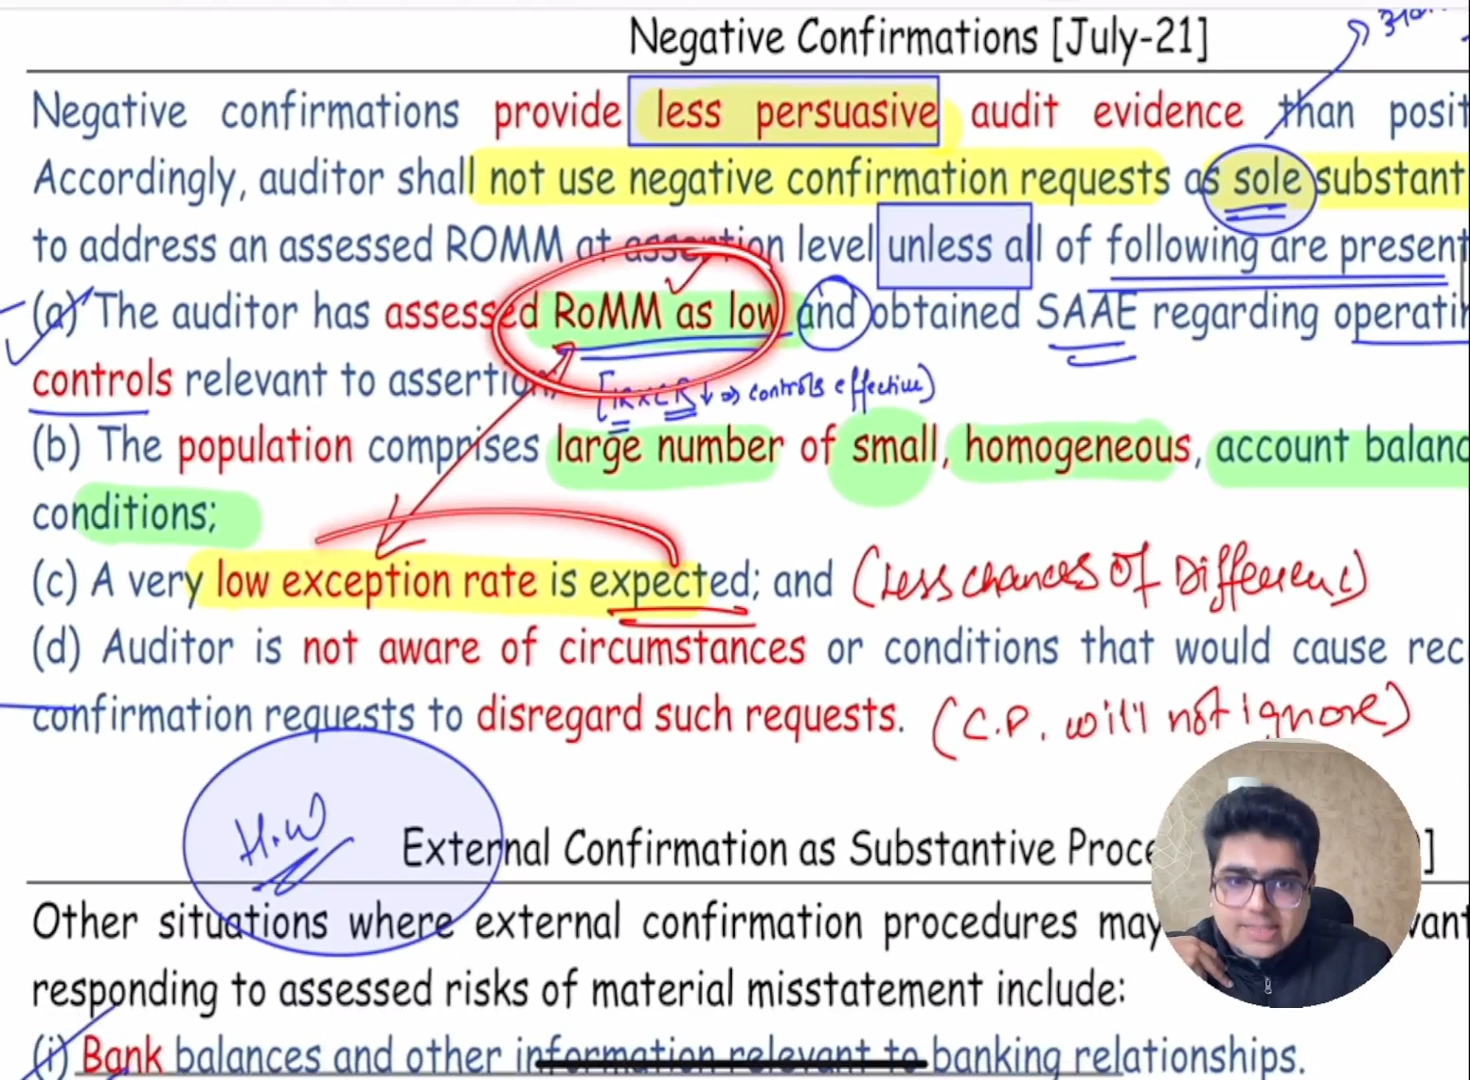 Negative Confirmations [July-21]
Negative confirmations provide less persuasive audit evidence than posit
Accordingly, auditor shall not use negative confirmation requests as sole substant
to address an assessed ROMM at assertion level unless all of following are present
(a) The auditor has assessed RoMM as low and obtained SAAE regarding operatin
controls relevant to assertion;
[IR×CR↓ ⇒ controls effective]
(b) The population comprises large number of small, homogeneous, account balanc
conditions;
(c) A very low exception rate is expected; and (Less chances of Different)
(d) Auditor is not aware of circumstances or conditions that would cause rec
confirmation requests to disregard such requests. (C.P. will not ignore)
H.W
External Confirmation as Substantive Proce ]
Other situations where external confirmation procedures may vant
responding to assessed risks of material misstatement include:
(i) Bank balances and other information relevant to banking relationships.